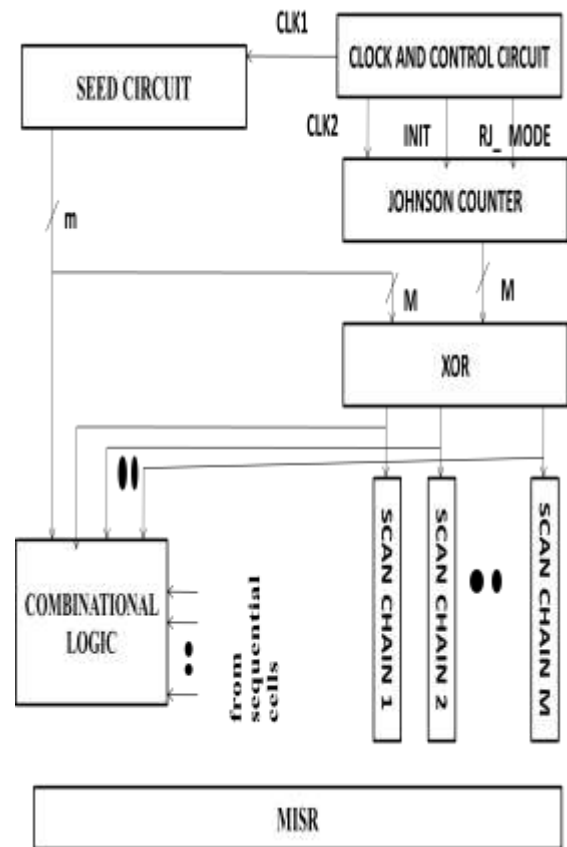 CLK1
CLOCK AND CONTROL CIRCUIT
SEED CIRCUIT
CLK2
INIT
RJ_ MODE
JOHNSON COUNTER
m
M
M
XOR
COMBINATIONAL
LOGIC
from
sequential
cells
SCAN CHAIN 1
SCAN CHAIN 2
SCAN CHAIN M
MISR